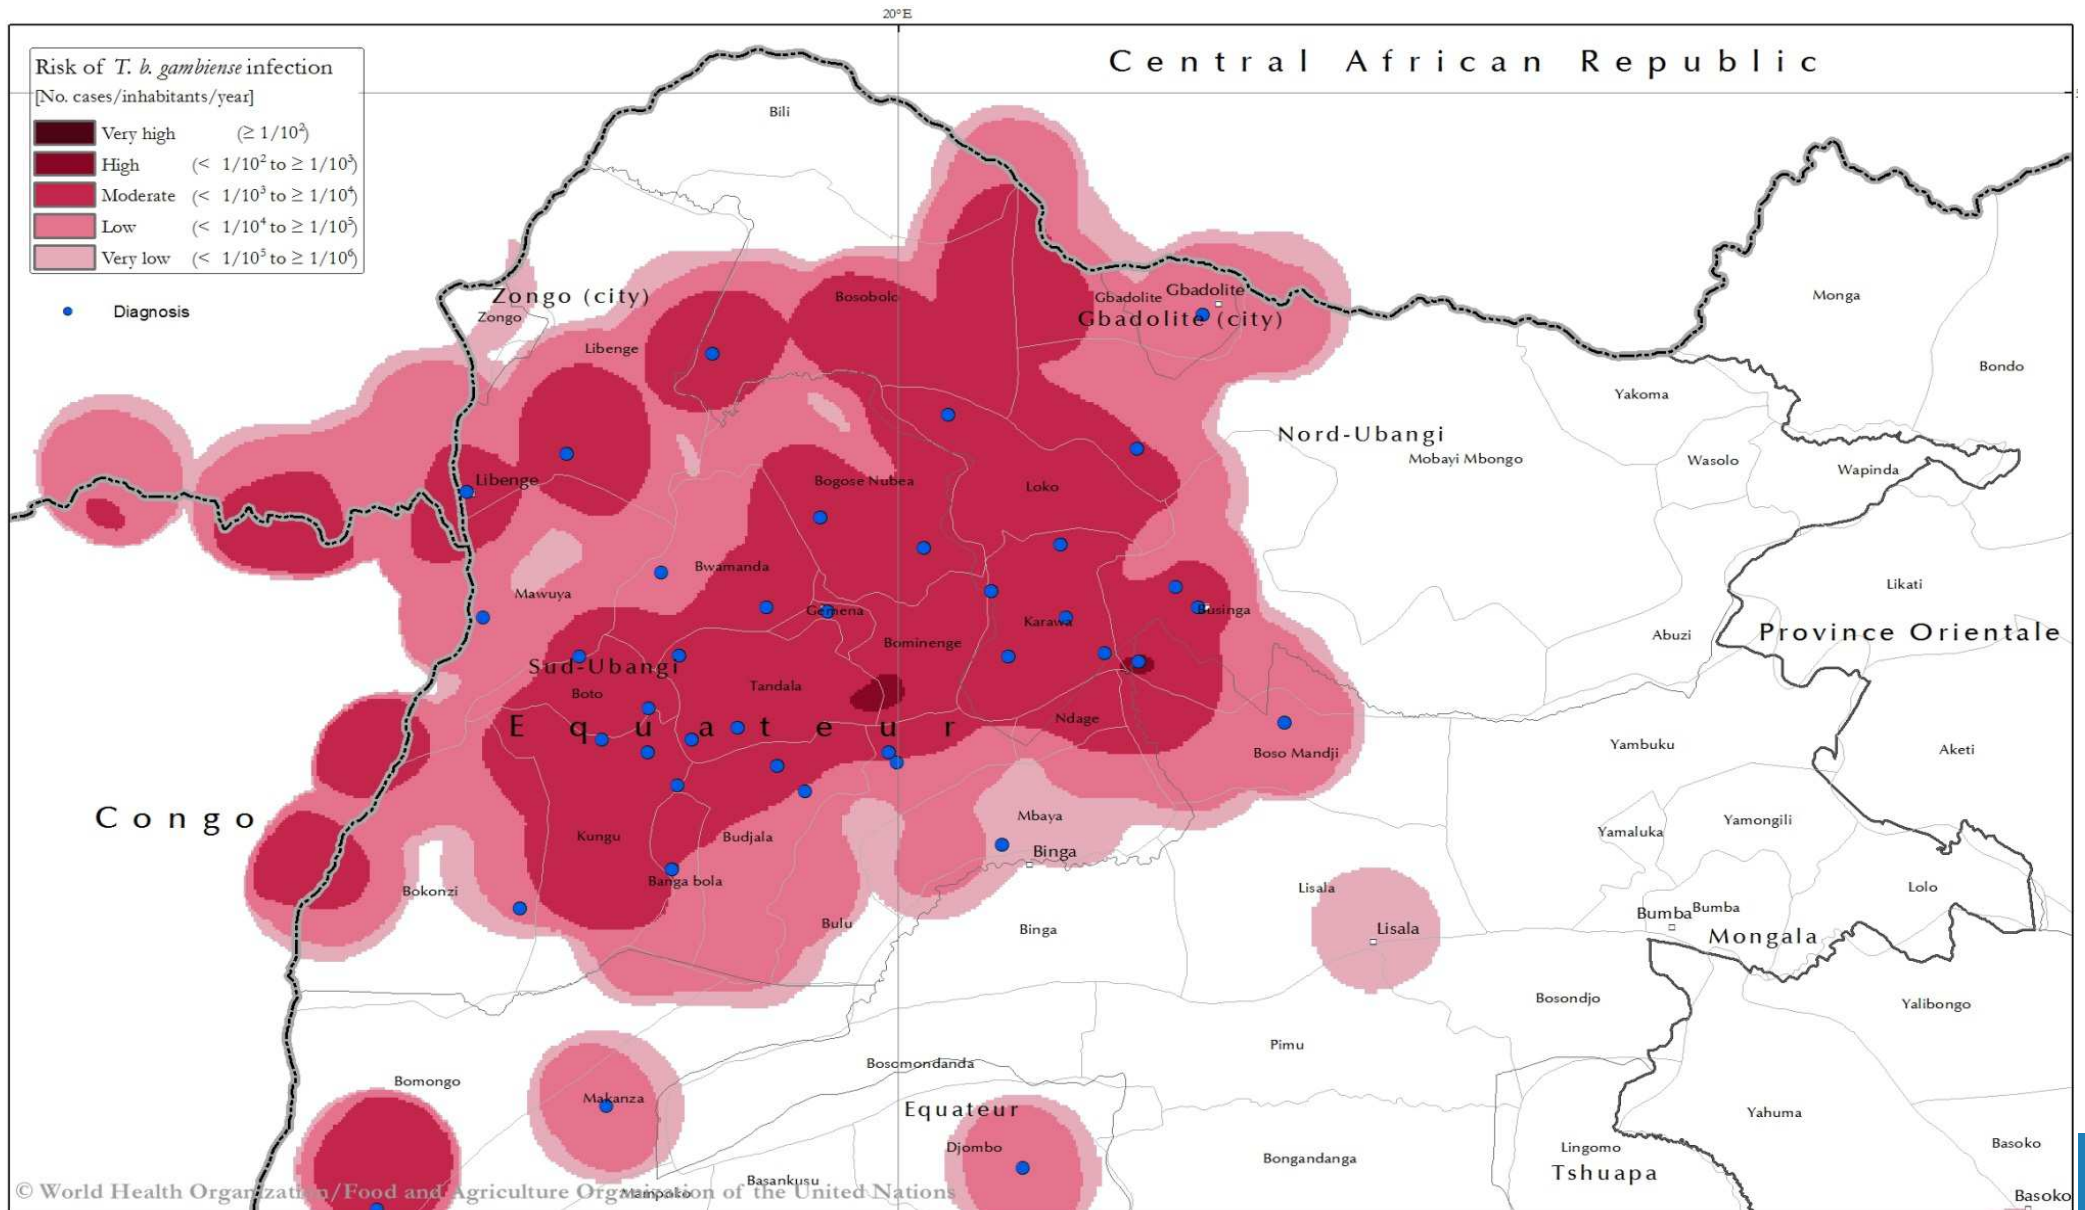 20°E
Central African Republic
Risk of T. b. gambiense infection
[No. cases/inhabitants/year]
Very high (≥ 1/10²)
High (< 1/10² to ≥ 1/10³)
Moderate (< 1/10³ to ≥ 1/10⁴)
Low (< 1/10⁴ to ≥ 1/10⁵)
Very low (< 1/10⁵ to ≥ 1/10⁶)
Diagnosis
Bili
Zongo (city)
Zongo
Bosobolo
Gbadolite
Gbadolite
Gbadolite (city)
Monga
Libenge
Bondo
Yakoma
Nord-Ubangi
Mobayi Mbongo
Wasolo
Wapinda
Libenge
Bogose Nubea
Loko
Bwamanda
Mawuya
Gemena
Likati
Businga
Karawa
Bominenge
Abuzi
Province Orientale
Sud-Ubangi
Boto
Tandala
Equateur
Ndage
Boso Mandji
Yambuku
Aketi
Congo
Kungu
Budjala
Mbaya
Binga
Yamaluka
Yamongili
Bokonzi
Banga bola
Bulu
Binga
Lisala
Lisala
Lolo
Bumba
Bumba
Mongala
Bosondjo
Yalibongo
Pimu
Bosomondanda
Bomongo
Makanza
Equateur
Djombo
Yahuma
Basoko
Lingomo
Tshuapa
Bongandanga
Basankusu
Mampoko
© World Health Organization/Food and Agriculture Organisation of the United Nations
Basoko